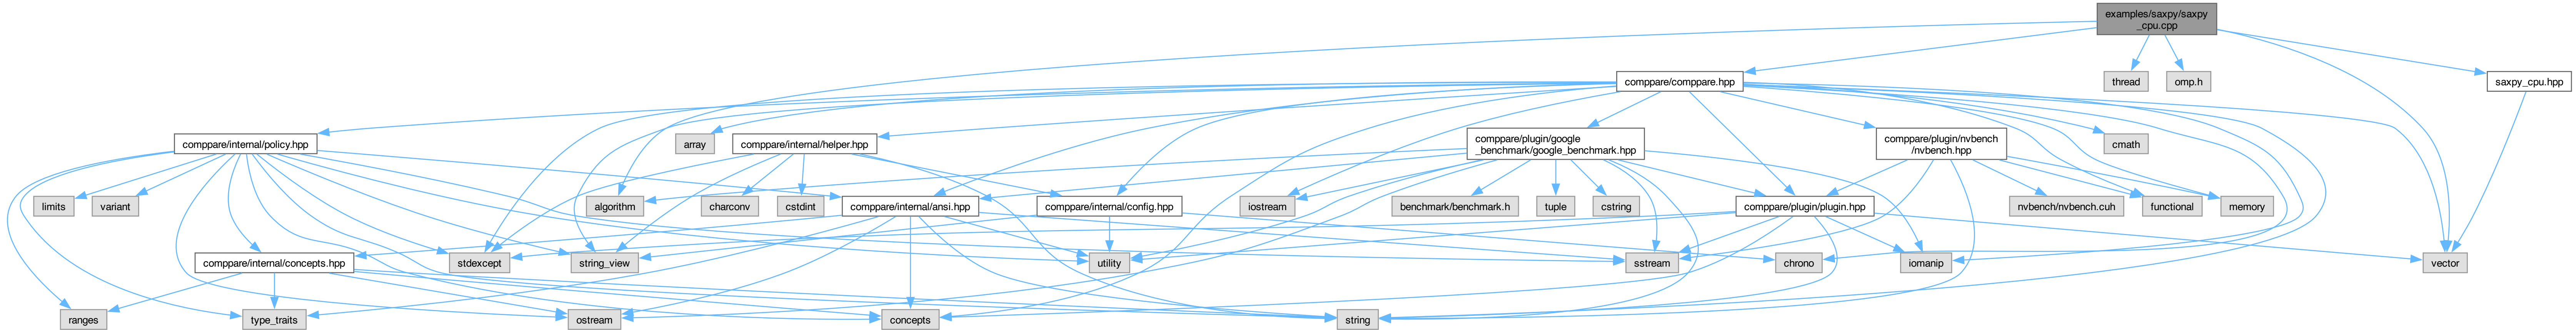 examples/saxpy/saxpy
_cpu.cpp
comppare/comppare.hpp
thread
omp.h
saxpy_cpu.hpp
comppare/internal/policy.hpp
array
comppare/internal/helper.hpp
comppare/plugin/google
_benchmark/google_benchmark.hpp
comppare/plugin/nvbench
/nvbench.hpp
cmath
limits
variant
algorithm
charconv
cstdint
comppare/internal/ansi.hpp
comppare/internal/config.hpp
iostream
benchmark/benchmark.h
tuple
cstring
comppare/plugin/plugin.hpp
nvbench/nvbench.cuh
functional
memory
comppare/internal/concepts.hpp
stdexcept
string_view
utility
sstream
chrono
iomanip
vector
ranges
type_traits
ostream
concepts
string